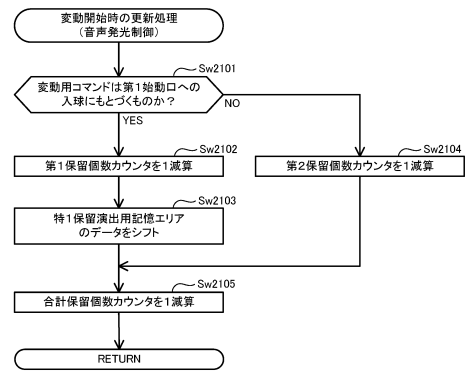 変動開始時の更新処理
(音声発光制御)
Sw2101
変動用コマンドは第1始動口への
入球にもとづくものか？
NO
YES
Sw2102
第1保留個数カウンタを1減算
Sw2104
第2保留個数カウンタを1減算
Sw2103
特1保留演出用記憶エリア
のデータをシフト
Sw2105
合計保留個数カウンタを1減算
RETURN